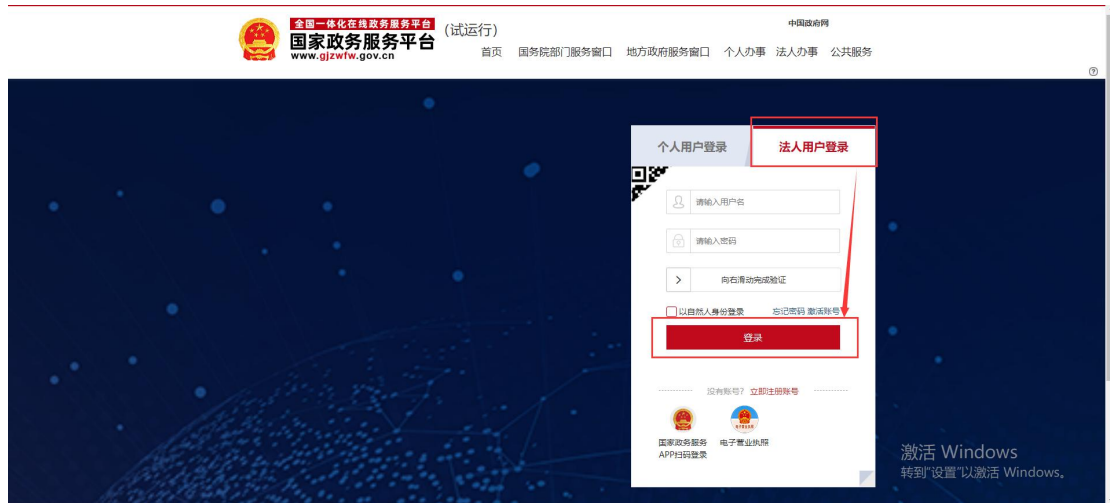 全国一体化在线政务服务平台
国家政务服务平台
www.gjzwfw.gov.cn
(试运行)
中国政府网
首页 国务院部门服务窗口 地方政府服务窗口 个人办事 法人办事 公共服务
个人用户登录 法人用户登录
请输入用户名
请输入密码
> 向右滑动完成验证
以自然人身份登录 忘记密码 激活账号
登录
没有账号? 立即注册账号
国家政务服务 电子营业执照
APP扫码登录
激活 Windows
转到"设置"以激活 Windows。